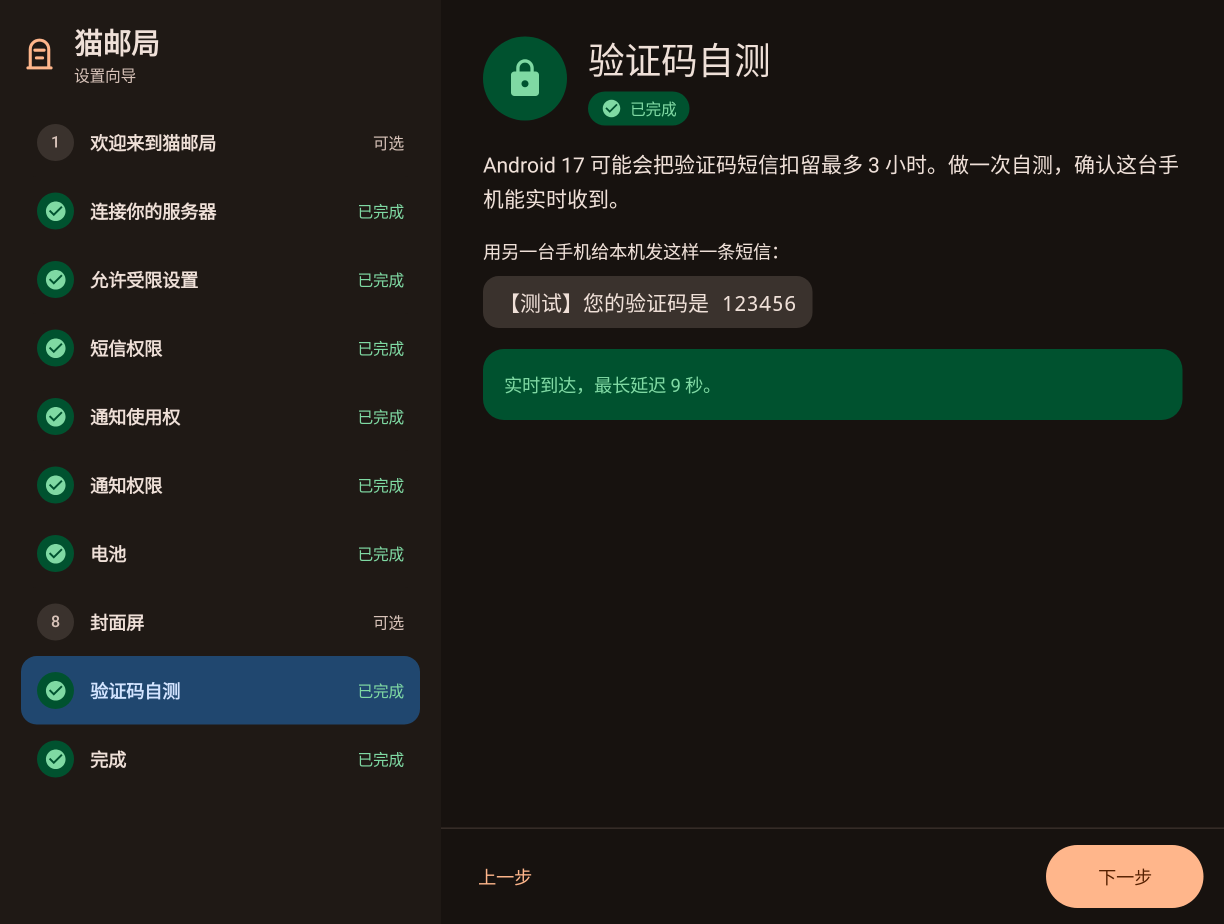 猫邮局
设置向导
1 欢迎来到猫邮局 可选
连接你的服务器 已完成
允许受限设置 已完成
短信权限 已完成
通知使用权 已完成
通知权限 已完成
电池 已完成
8 封面屏 可选
验证码自测 已完成
完成 已完成
验证码自测
已完成
Android 17 可能会把验证码短信扣留最多 3 小时。做一次自测，确认这台手
机能实时收到。
用另一台手机给本机发这样一条短信：
【测试】您的验证码是 123456
实时到达，最长延迟 9 秒。
上一步
下一步